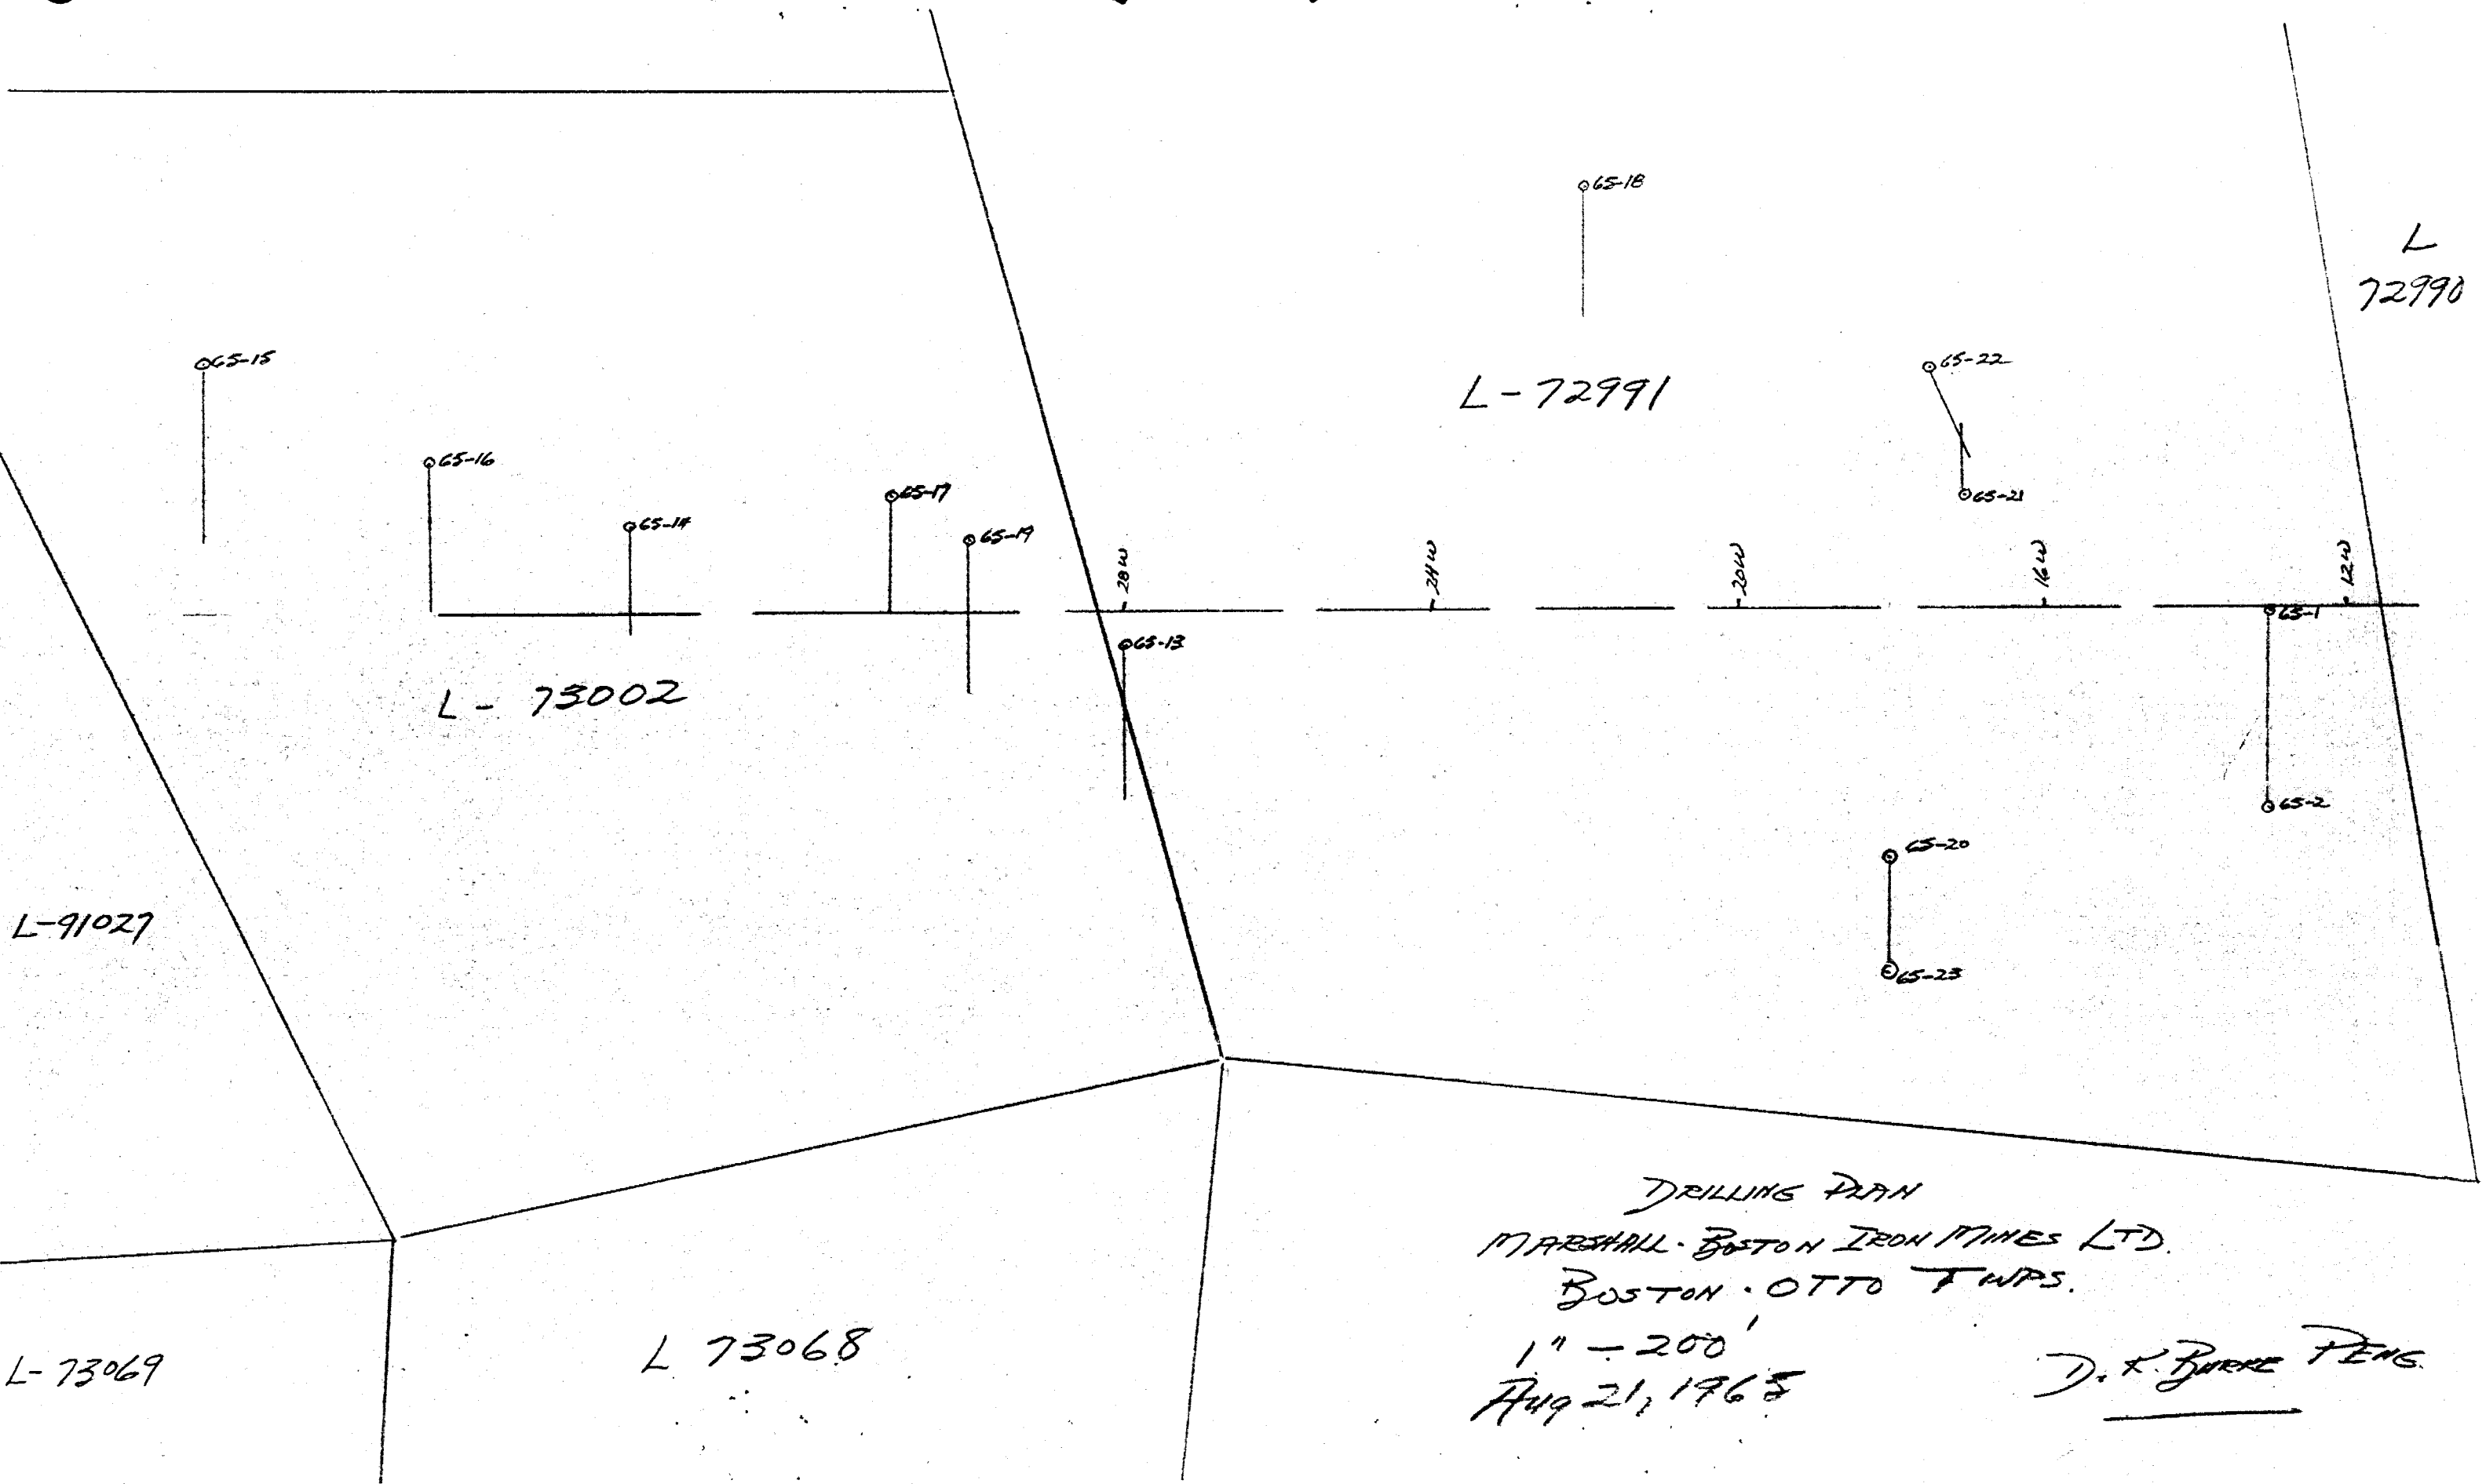 65-18
L
72990
65-15
65-22
L-72991
65-16
65-17
65-21
65-14
65-19
28W
24W
20W
16W
12W
65-1
65-13
L- 73002
65-2
65-20
L-91027
65-23
DRILLING PLAN
MARSHALL-BOSTON IRON MINES LTD.
BOSTON · OTTO TWPS.
1" - 200'
L 73068
L-73069
D. K. BURKE PENG.
Aug 21, 1965